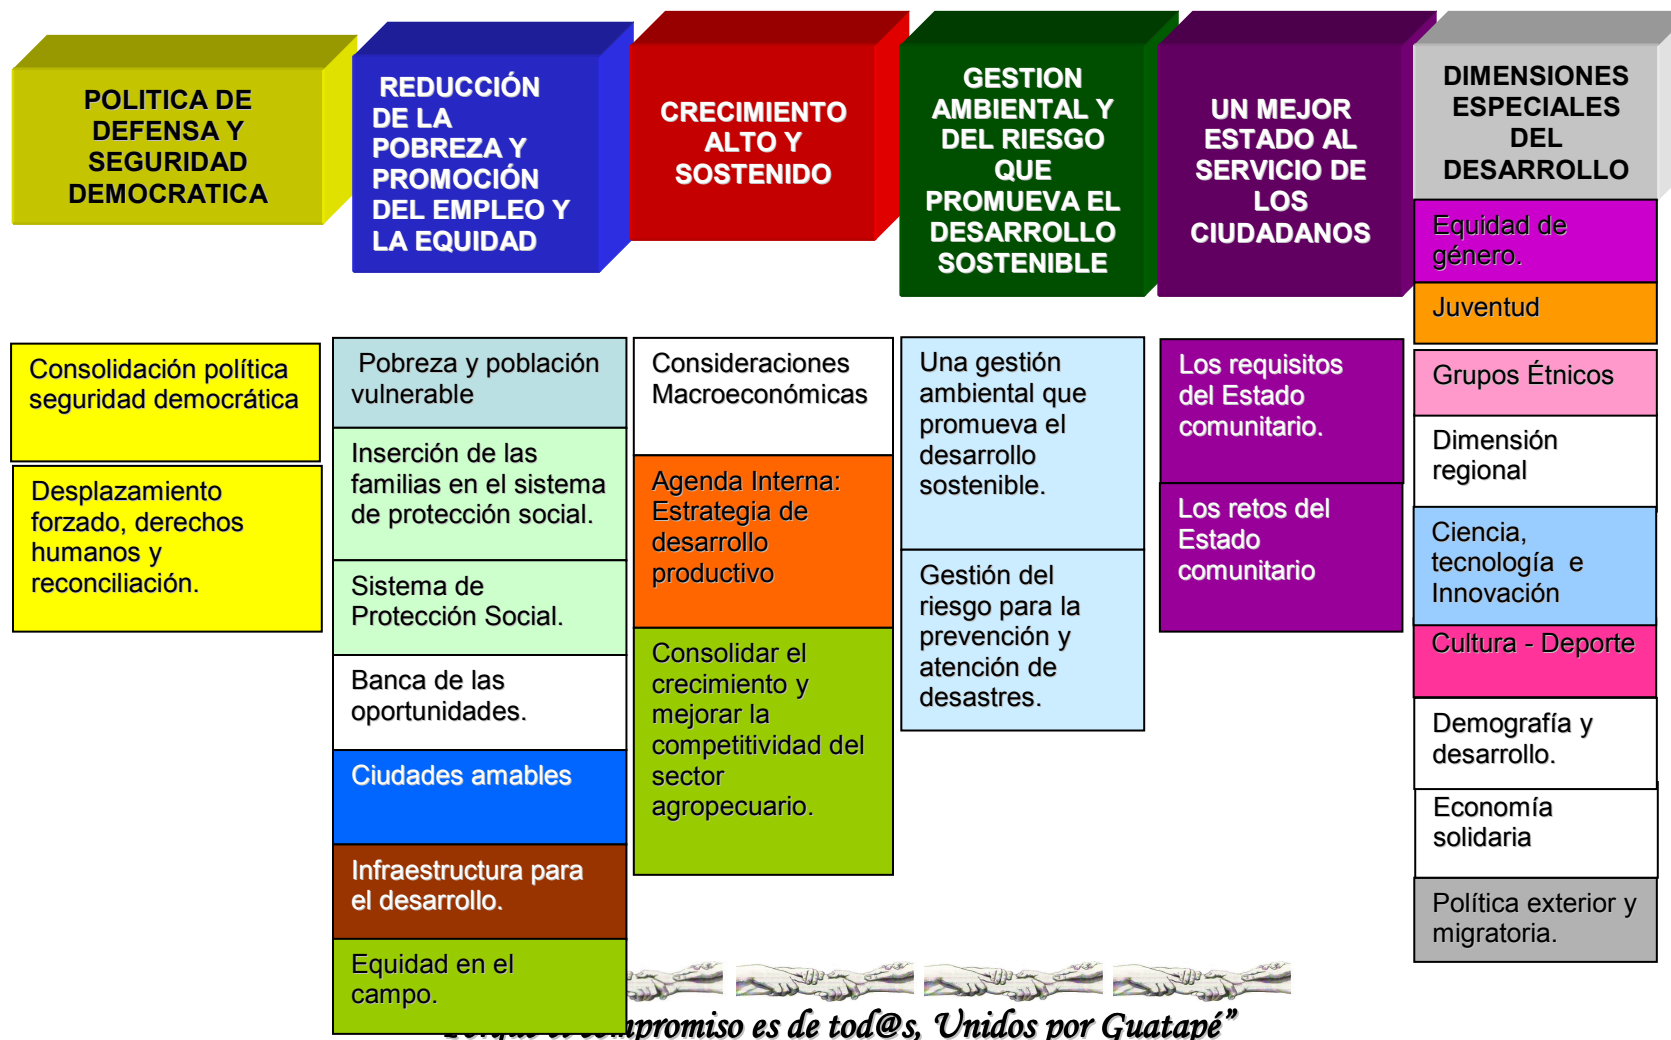 POLITICA DE
DEFENSA Y
SEGURIDAD
DEMOCRATICA
REDUCCIÓN
DE LA
POBREZA Y
PROMOCIÓN
DEL EMPLEO Y
LA EQUIDAD
CRECIMIENTO
ALTO Y
SOSTENIDO
GESTION
AMBIENTAL Y
DEL RIESGO
QUE
PROMUEVA EL
DESARROLLO
SOSTENIBLE
UN MEJOR
ESTADO AL
SERVICIO DE
LOS
CIUDADANOS
DIMENSIONES
ESPECIALES
DEL
DESARROLLO
Consolidación política
seguridad democrática
Desplazamiento
forzado, derechos
humanos y
reconciliación.
Pobreza y población
vulnerable
Inserción de las
familias en el sistema
de protección social.
Sistema de
Protección Social.
Banca de las
oportunidades.
Ciudades amables
Infraestructura para
el desarrollo.
Equidad en el
campo.
Consideraciones
Macroeconómicas
Agenda Interna:
Estrategia de
desarrollo
productivo
Consolidar el
crecimiento y
mejorar la
competitividad del
sector
agropecuario.
Una gestión
ambiental que
promueva el
desarrollo
sostenible.
Gestión del
riesgo para la
prevención y
atención de
desastres.
Los requisitos
del Estado
comunitario.
Los retos del
Estado
comunitario
Equidad de
género.
Juventud
Grupos Étnicos
Dimensión
regional
Ciencia,
tecnología e
Innovación
Cultura - Deporte
Demografía y
desarrollo.
Economía
solidaria
Política exterior y
migratoria.
es de tod@s, Unidos por Guatapé”